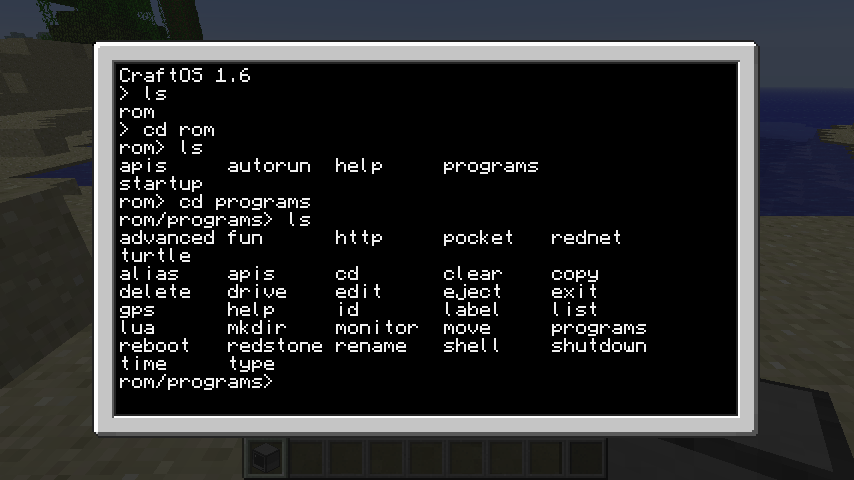 CraftOS 1.6
> ls
rom
> cd rom
rom> ls
apis autorun help programs
startup
rom> cd programs
rom/programs> ls
advanced fun http pocket rednet
turtle
alias apis cd clear copy
delete drive edit eject exit
gps help id label list
lua mkdir monitor move programs
reboot redstone rename shell shutdown
time type
rom/programs>